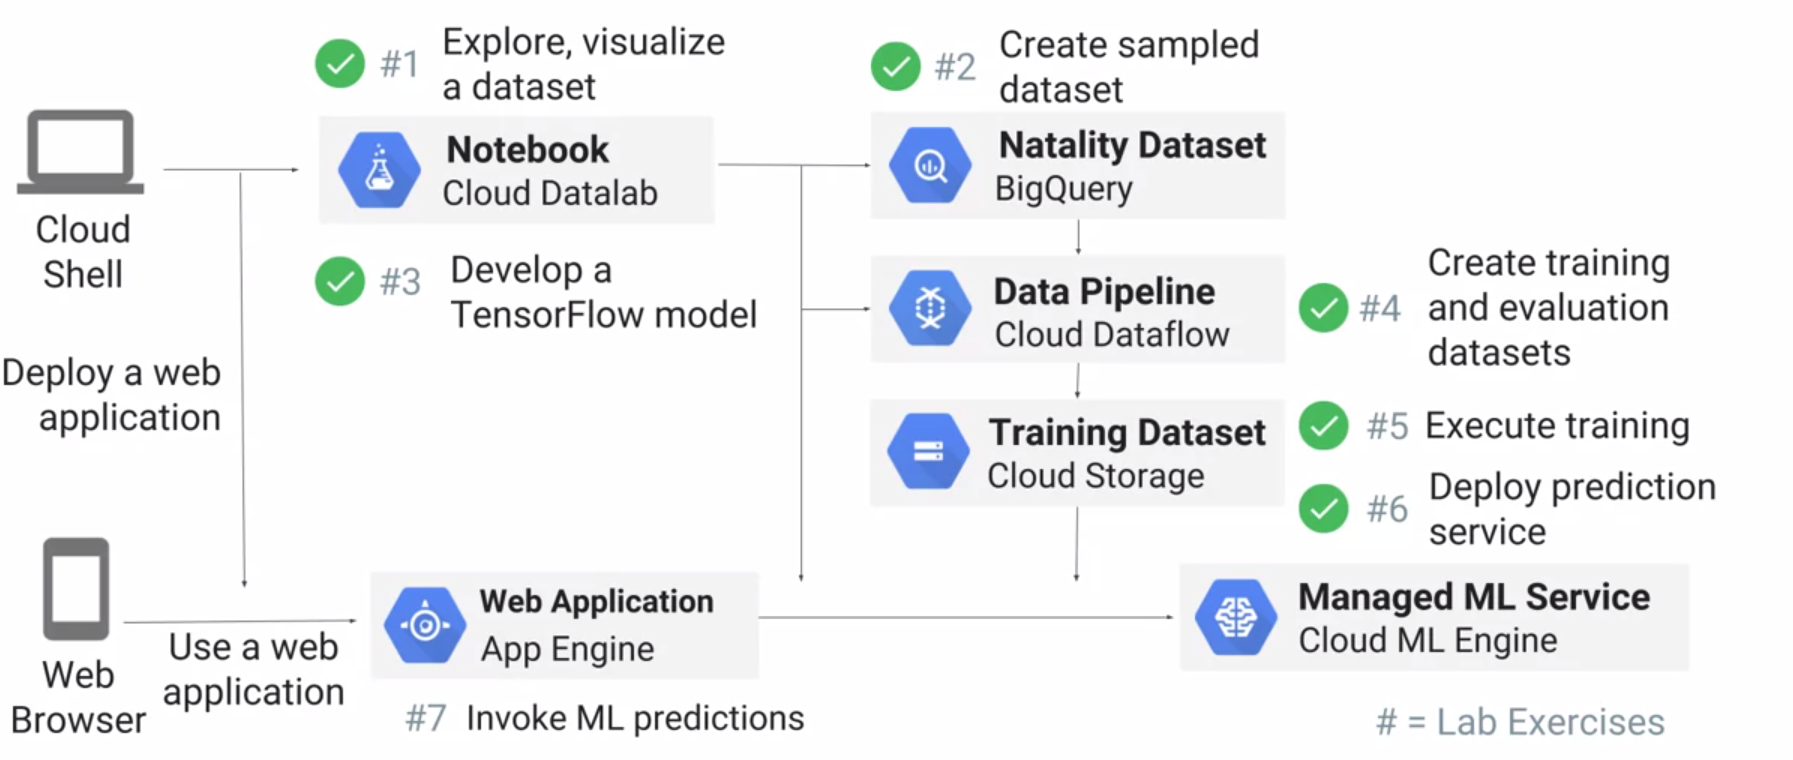 #1
Explore, visualize
a dataset
#2
Create sampled
dataset
Notebook
Cloud Datalab
Natality Dataset
BigQuery
Cloud
Shell
#3
Develop a
TensorFlow model
Data Pipeline
Cloud Dataflow
#4
Create training
and evaluation
datasets
Deploy a web
application
Training Dataset
Cloud Storage
#5
Execute training
#6
Deploy prediction
service
Web
Browser
Use a web
application
Web Application
App Engine
#7
Invoke ML predictions
Managed ML Service
Cloud ML Engine
# = Lab Exercises